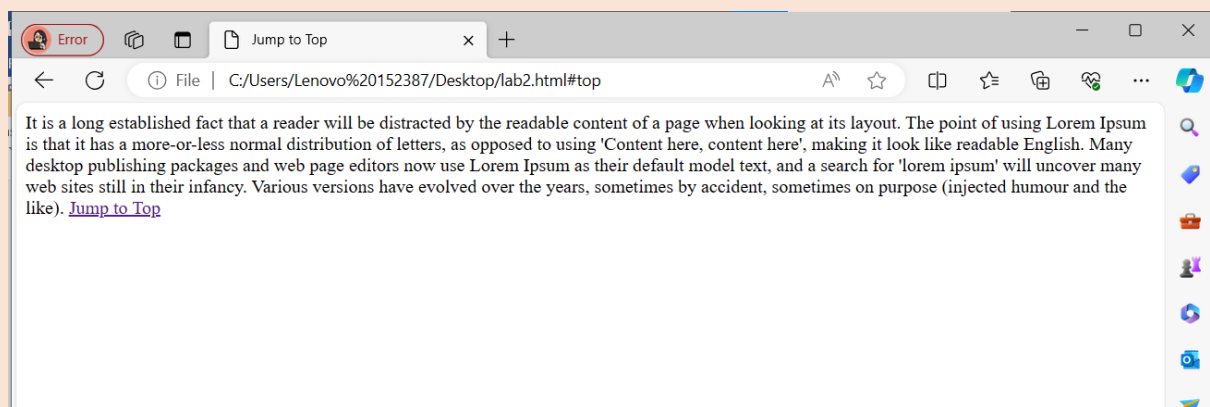 Error
Jump to Top
File
C:/Users/Lenovo%20152387/Desktop/lab2.html#top
It is a long established fact that a reader will be distracted by the readable content of a page when looking at its layout. The point of using Lorem Ipsum
is that it has a more-or-less normal distribution of letters, as opposed to using 'Content here, content here', making it look like readable English. Many
desktop publishing packages and web page editors now use Lorem Ipsum as their default model text, and a search for 'lorem ipsum' will uncover many
web sites still in their infancy. Various versions have evolved over the years, sometimes by accident, sometimes on purpose (injected humour and the
like). Jump to Top